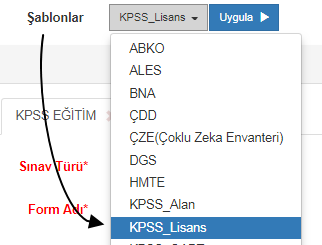 Şablonlar KPSS_Lisans Uygula
ABKO
ALES
BNA
KPSS EĞİTİM
ÇDD
ÇZE(Çoklu Zeka Envanteri)
Sınav Türü*
DGS
HMTE
Form Adı*
KPSS_Alan
KPSS_Lisans